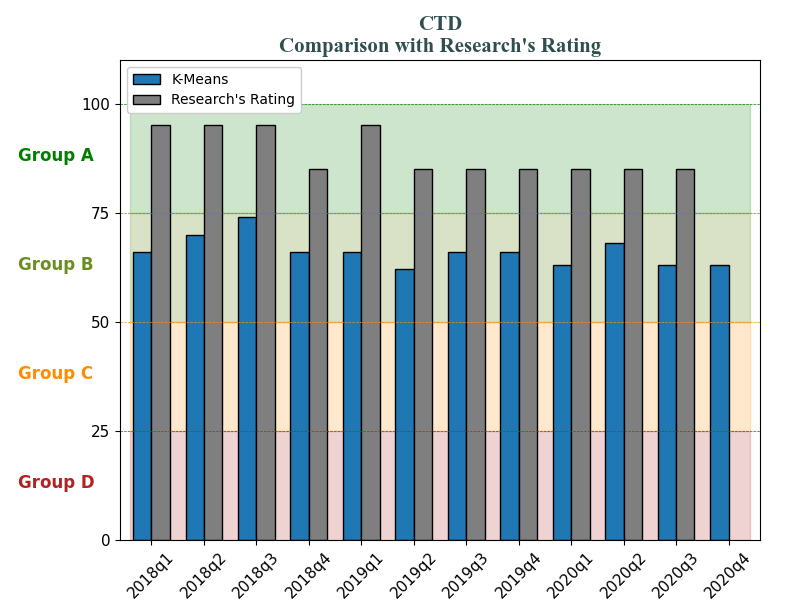 CTD
Comparison with Research's Rating
K-Means
Research's Rating
100
Group A
75
Group B
50
Group C
25
Group D
0
2018q1
2018q2
2018q3
2018q4
2019q1
2019q2
2019q3
2019q4
2020q1
2020q2
2020q3
2020q4